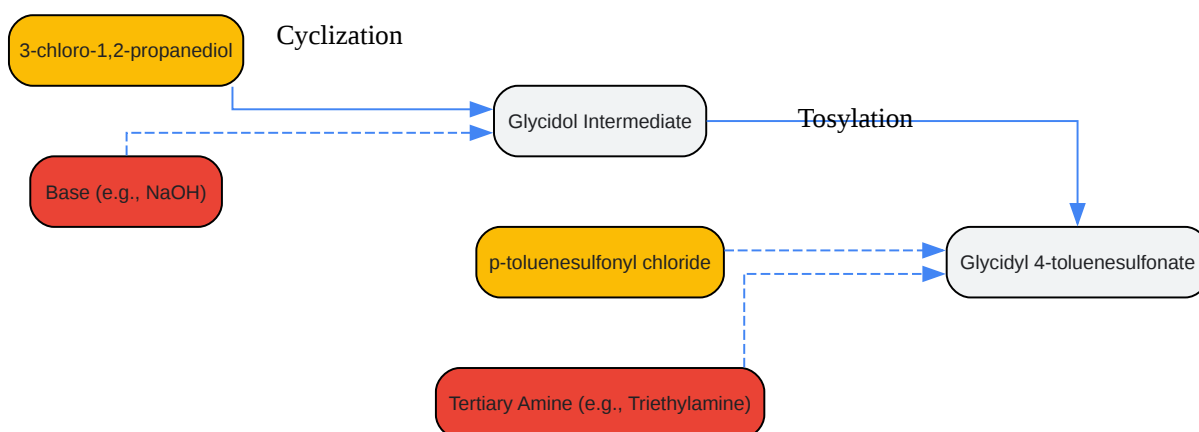 3-chloro-1,2-propanediol
Cyclization
Glycidol Intermediate
Tosylation
Base (e.g., NaOH)
p-toluenesulfonyl chloride
Glycidyl 4-toluenesulfonate
Tertiary Amine (e.g., Triethylamine)